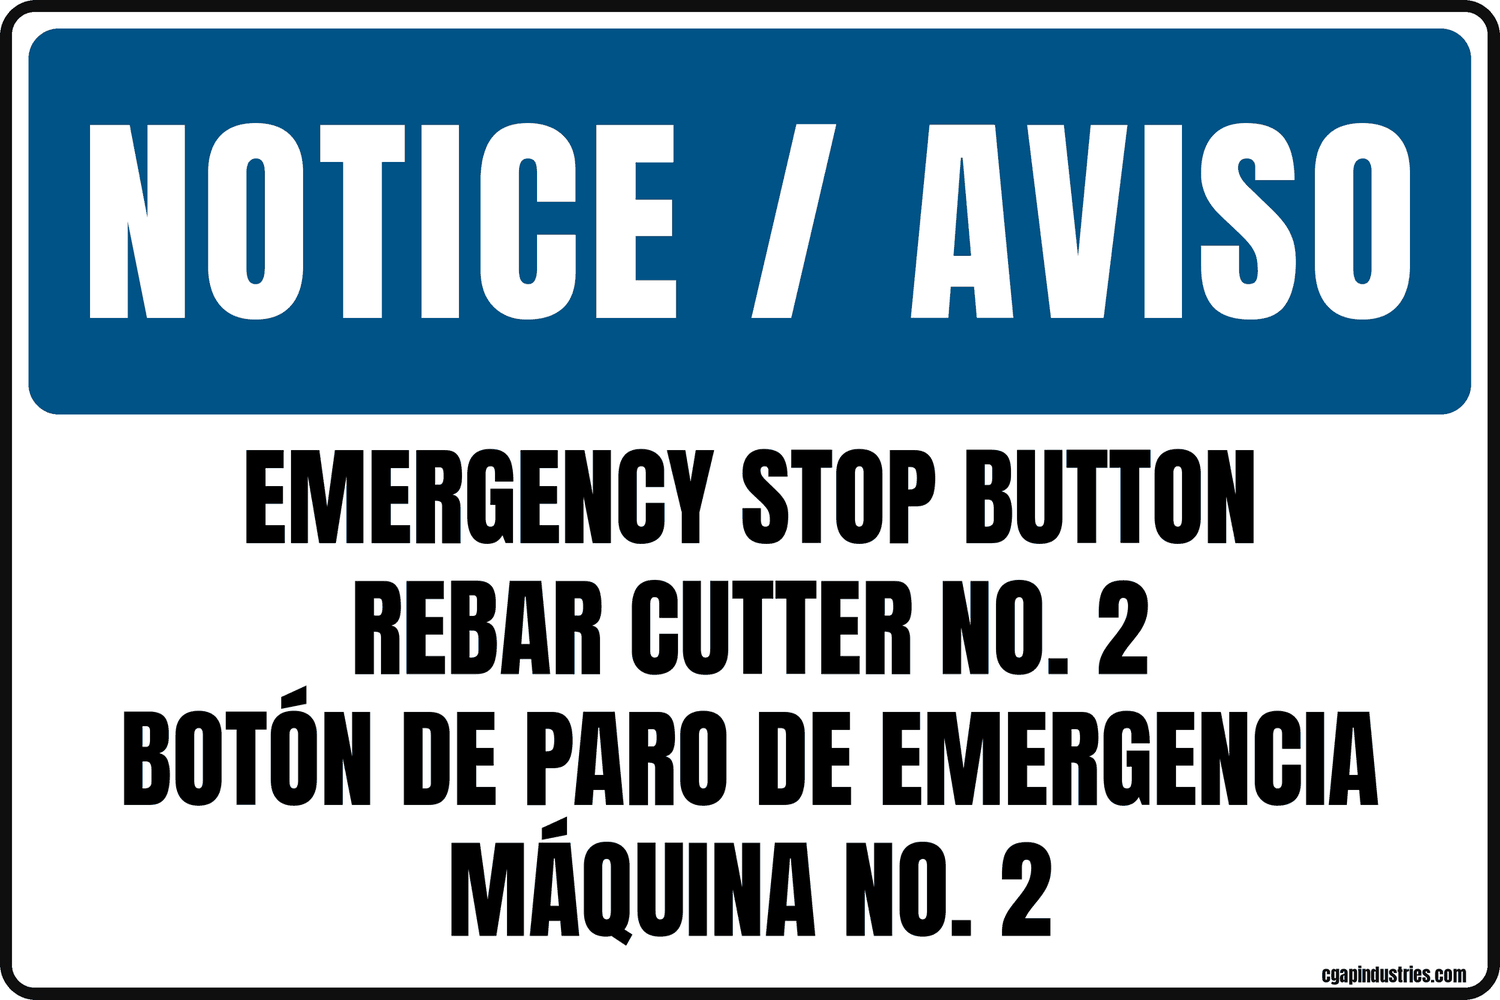 NOTICE / AVISO
EMERGENCY STOP BUTTON
REBAR CUTTER NO. 2
BOTÓN DE PARO DE EMERGENCIA
MÁQUINA NO. 2
cgapindustries.com